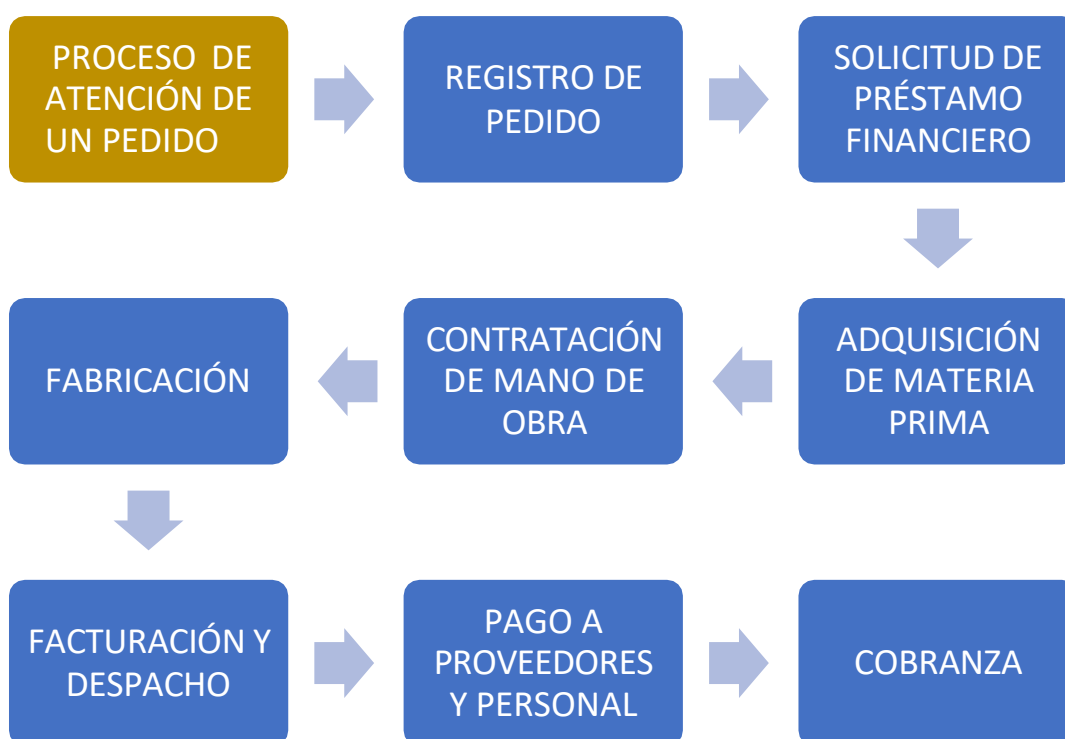 PROCESO DE
ATENCIÓN DE
UN PEDIDO
REGISTRO DE
PEDIDO
SOLICITUD DE
PRÉSTAMO
FINANCIERO
ADQUISICIÓN
DE MATERIA
PRIMA
CONTRATACIÓN
DE MANO DE
OBRA
FABRICACIÓN
FACTURACIÓN Y
DESPACHO
PAGO A
PROVEEDORES
Y PERSONAL
COBRANZA